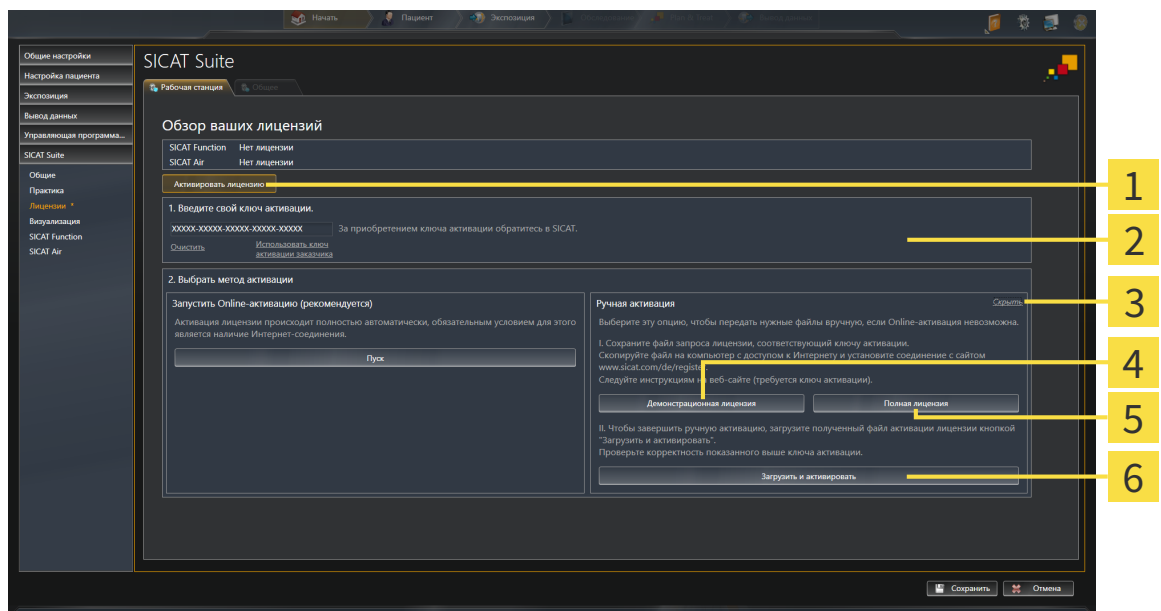 Начать
Пациент
Экспозиция
Общие настройки
Настройка пациента
Экспозиция
Вывод данных
Управляющая программа...
SICAT Suite
Общие
Практика
Лицензии *
Визуализация
SICAT Function
SICAT Air
SICAT Suite
Рабочая станция
Общее
Обзор ваших лицензий
SICAT Function Нет лицензии
SICAT Air Нет лицензии
Активировать лицензию
1. Введите свой ключ активации.
XXXXX-XXXXX-XXXXX-XXXXX-XXXXX За приобретением ключа активации обратитесь в SICAT.
Очистить
Использовать ключ
активации заказчика
2. Выбрать метод активации
Запустить Online-активацию (рекомендуется)
Активация лицензии происходит полностью автоматически, обязательным условием для этого
является наличие Интернет-соединения.
Пуск
Ручная активация
Скрыть
Выберите эту опцию, чтобы передать нужные файлы вручную, если Online-активация невозможна.
I. Сохраните файл запроса лицензии, соответствующий ключу активации.
Скопируйте файл на компьютер с доступом к Интернету и установите соединение с сайтом
www.sicat.com/de/register.
Следуйте инструкциям на веб-сайте (требуется ключ активации).
Демонстрационная лицензия
Полная лицензия
II. Чтобы завершить ручную активацию, загрузите полученный файл активации лицензии кнопкой
"Загрузить и активировать".
Проверьте корректность показанного выше ключа активации.
Загрузить и активировать
Сохранить
Отмена
1
2
3
4
5
6